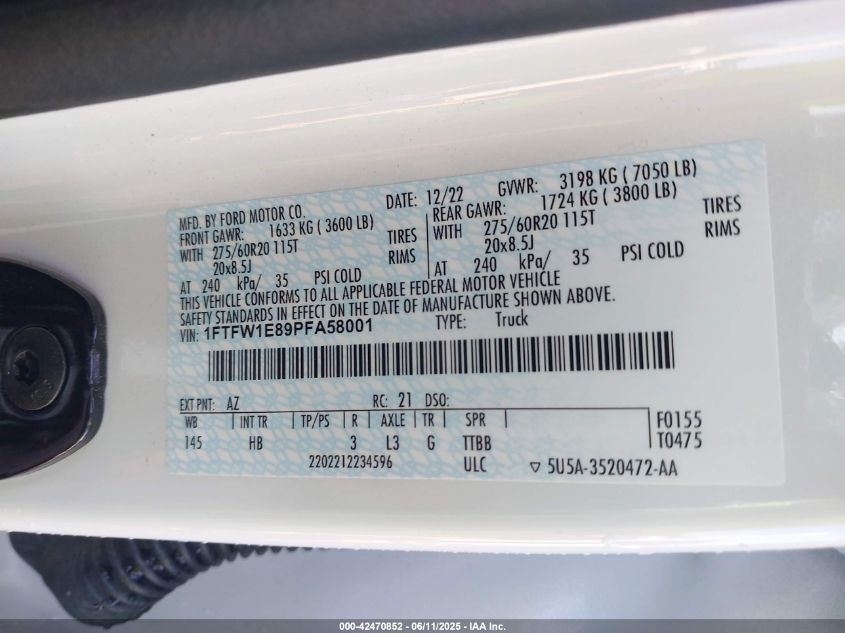 MFD. BY FORD MOTOR CO. DATE: 12/22 GVWR: 3198 KG ( 7050 LB)
FRONT GAWR: 1633 KG ( 3600 LB) REAR GAWR: 1724 KG ( 3800 LB)
WITH 275/60R20 115T TIRES WITH 275/60R20 115T TIRES
20x8.5J RIMS 20x8.5J RIMS
AT 240 kPa/ 35 PSI COLD AT 240 kPa/ 35 PSI COLD
THIS VEHICLE CONFORMS TO ALL APPLICABLE FEDERAL MOTOR VEHICLE
SAFETY STANDARDS IN EFFECT ON THE DATE OF MANUFACTURE SHOWN ABOVE.
VIN: 1FTFW1E89PFA58001 TYPE: Truck
EXT PNT: AZ RC: 21 DSO:
WB INT TR TP/PS R AXLE TR SPR F0155
145 HB 3 L3 G TTBB T0475
2202212234596 ULC ▽ 5U5A-3520472-AA
000-42470852 - 06/11/2025 - IAA Inc.